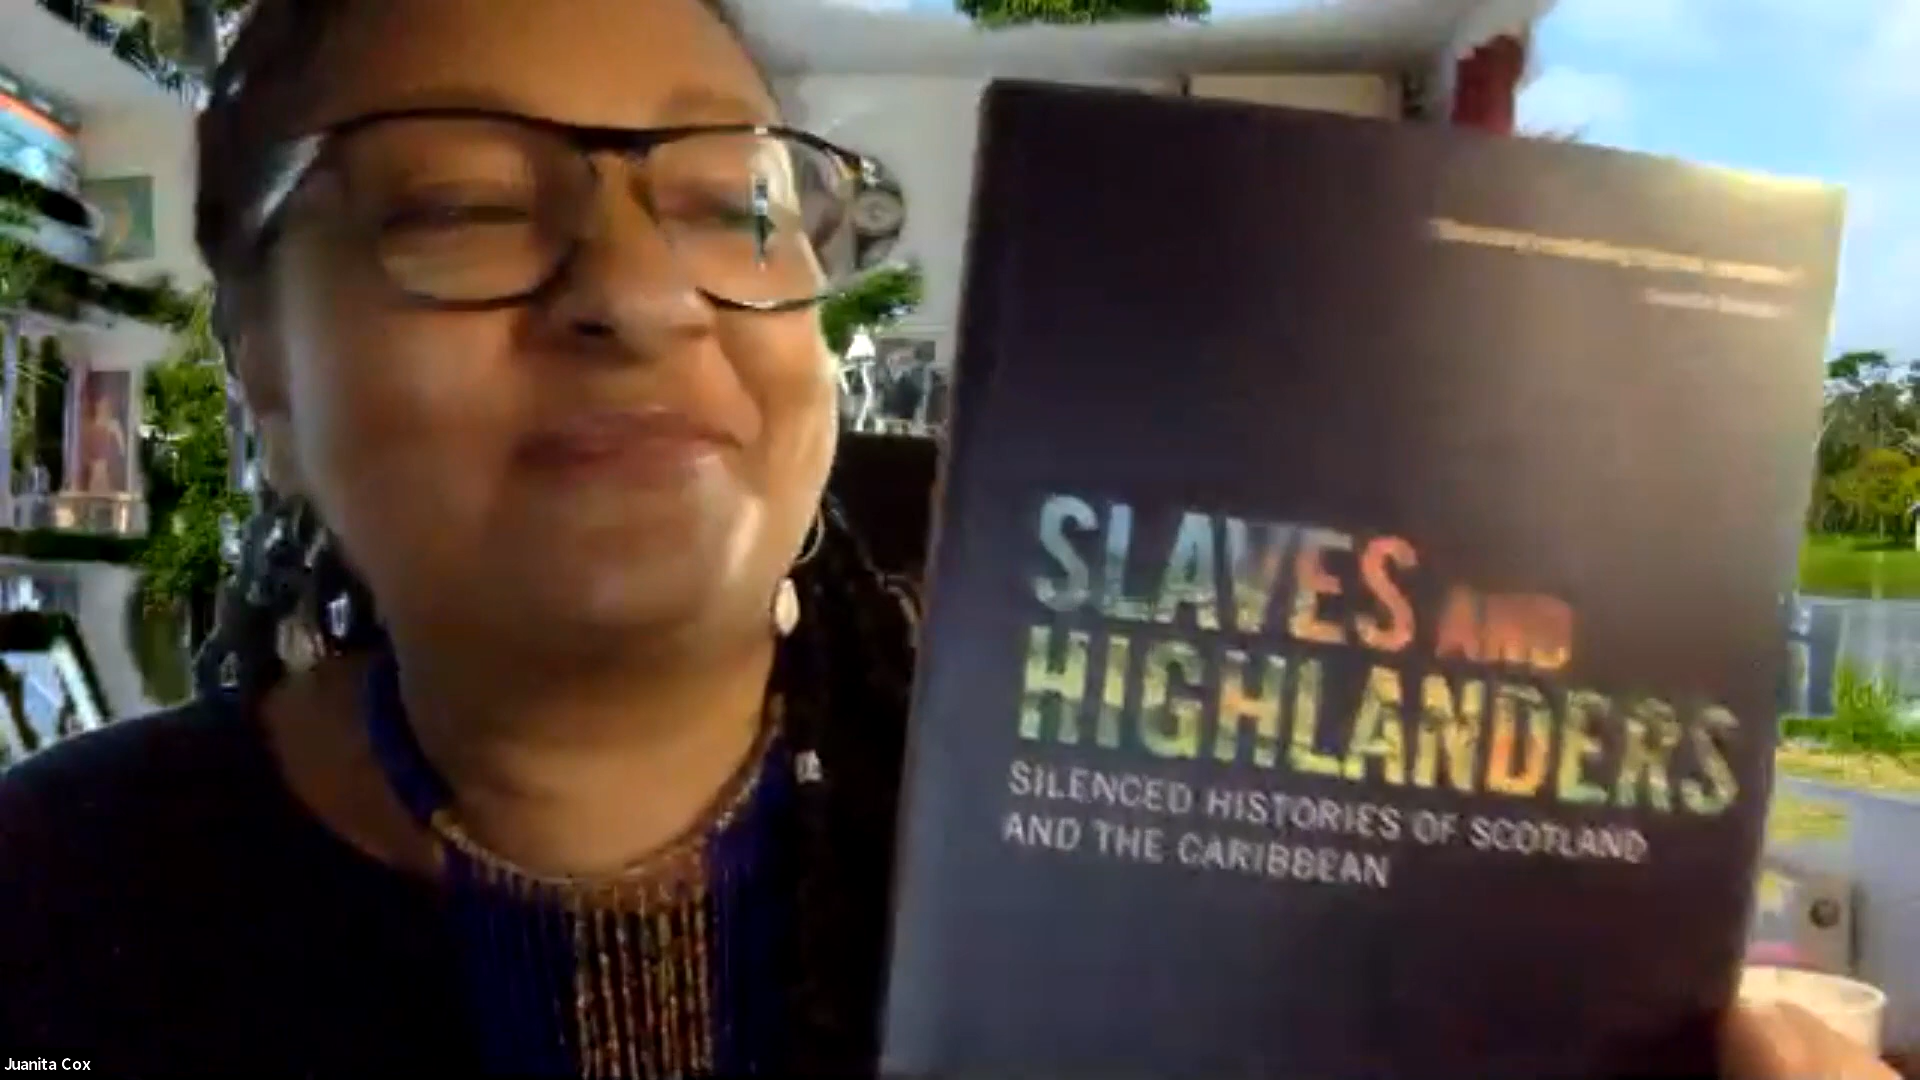 SLAVES AND
HIGHLANDERS
SILENCED HISTORIES OF SCOTLAND
AND THE CARIBBEAN
Juanita Cox